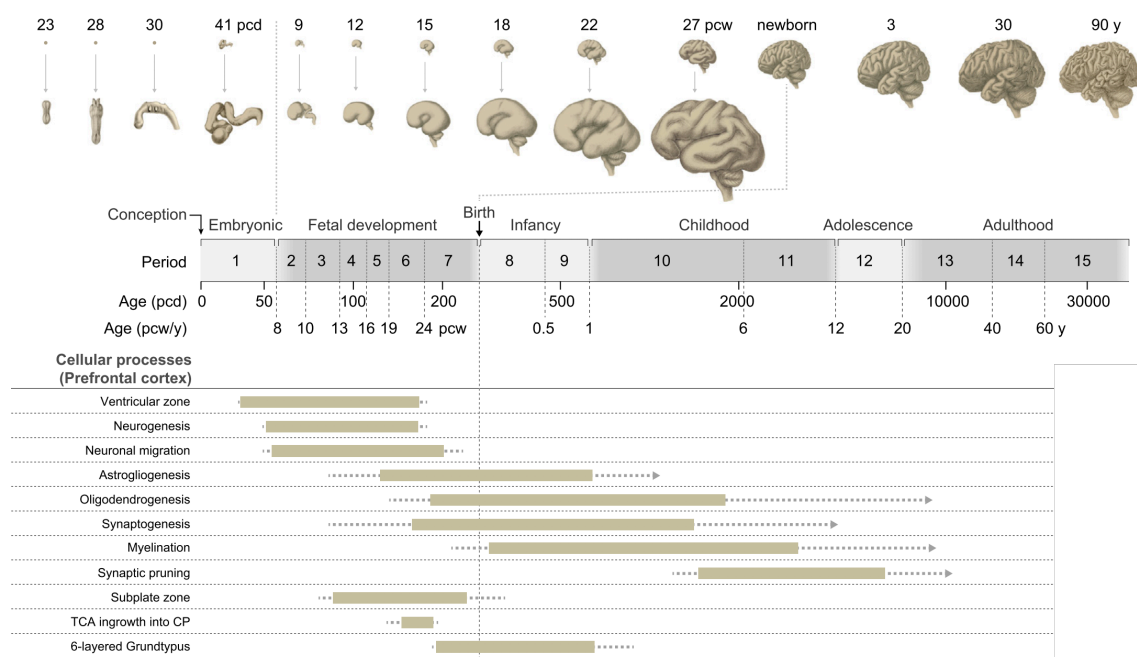 23 28 30 41 pcd 9 12 15 18 22 27 pcw newborn 3 30 90 y
Conception Embryonic Fetal development Birth Infancy Childhood Adolescence Adulthood
Period 1 2 3 4 5 6 7 8 9 10 11 12 13 14 15
Age (pcd) 0 50 100 200 500 2000 10000 30000
Age (pcw/y) 8 10 13 16 19 24 pcw 0.5 1 6 12 20 40 60 y
Cellular processes
(Prefrontal cortex)
Ventricular zone
Neurogenesis
Neuronal migration
Astrogliogenesis
Oligodendrogenesis
Synaptogenesis
Myelination
Synaptic pruning
Subplate zone
TCA ingrowth into CP
6-layered Grundtypus